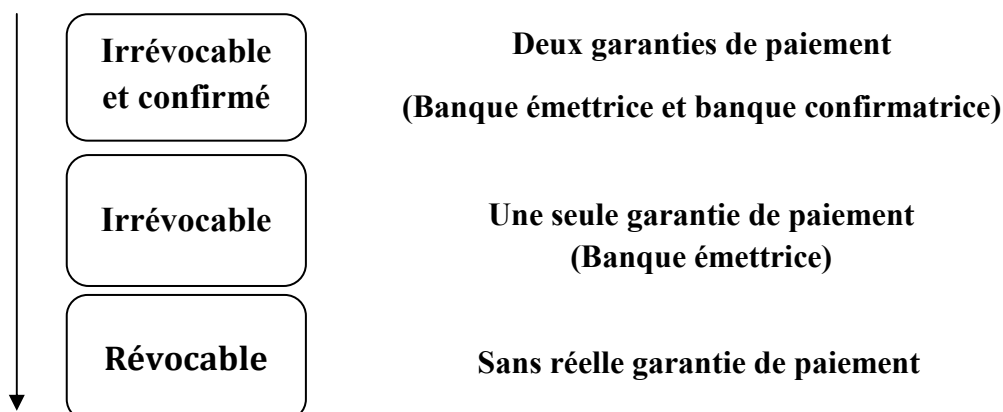 Irrévocable
et confirmé
Deux garanties de paiement
(Banque émettrice et banque confirmatrice)
Irrévocable
Une seule garantie de paiement
(Banque émettrice)
Révocable
Sans réelle garantie de paiement